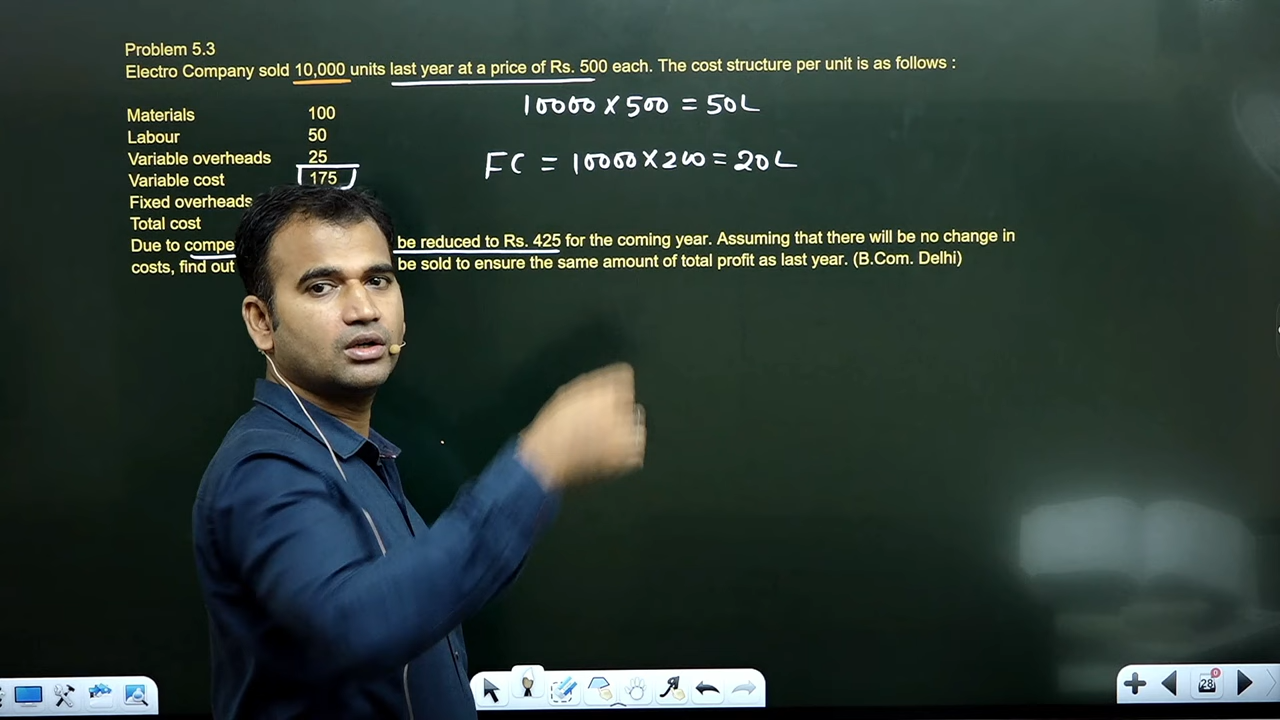 Problem 5.3
Electro Company sold 10,000 units last year at a price of Rs. 500 each. The cost structure per unit is as follows :
Materials 100
10000 × 500 = 50L
Labour 50
Variable overheads 25
FC = 10000 × 200 = 20L
Variable cost 175
Fixed overheads
Total cost
Due to be reduced to Rs. 425 for the coming year. Assuming that there will be no change in
costs, find out be sold to ensure the same amount of total profit as last year. (B.Com. Delhi)
28
0